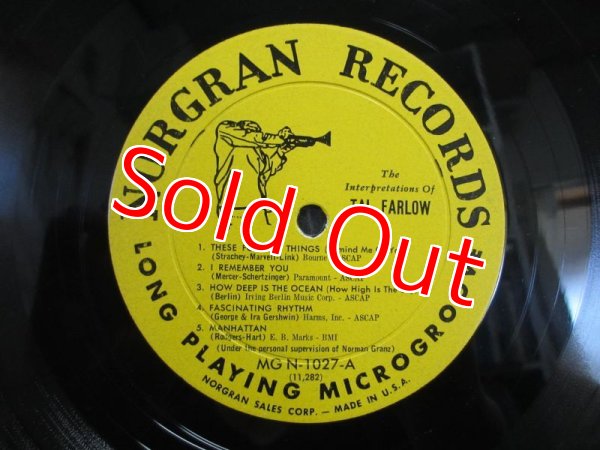 NORGRAN RECORDS
The
Interpretations Of
TAL FARLOW
Sold Out
1. THESE THINGS
(Strachey-Marvell-Link) Bourne ASCAP
2. I REMEMBER YOU
(Mercer-Schertzinger) Paramount - ASCAP
3. HOW DEEP IS THE OCEAN (How High Is The
(Berlin) Irving Berlin Music Corp. - ASCAP
4. FASCINATING RHYTHM
(George & Ira Gershwin) Harms, Inc. - ASCAP
5. MANHATTAN
(Rodgers-Hart) E. B. Marks - BMI
(Under the personal supervision of Norman Granz)
MG N-1027-A
(11,282)
LONG PLAYING MICROGROOVE
NORGRAN SALES CORP. — MADE IN U.S.A.